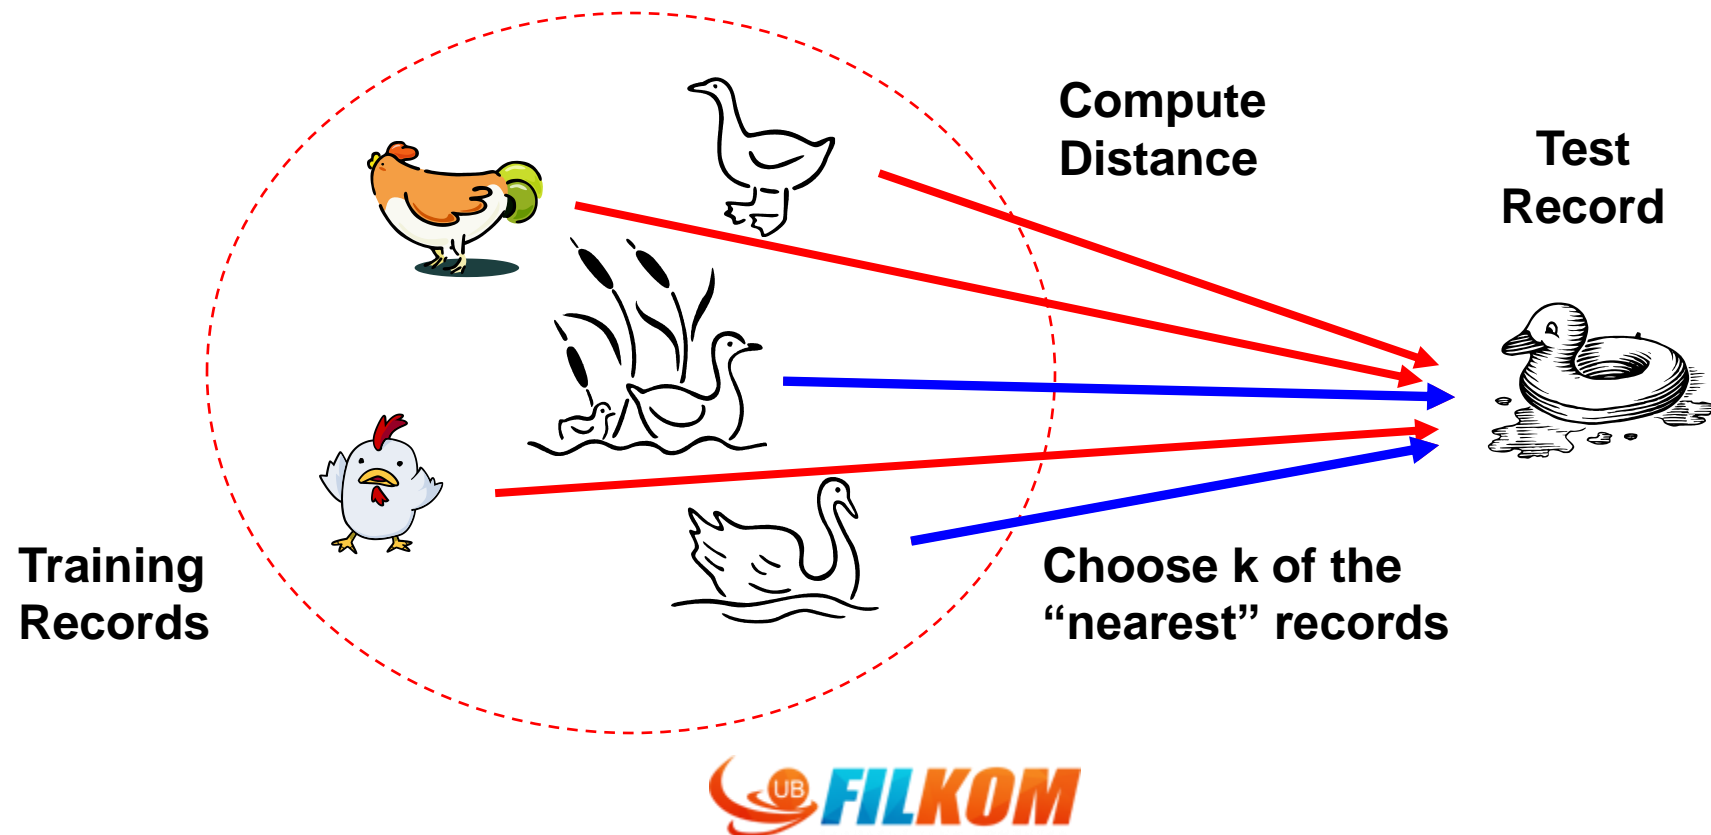 Compute
Distance
Test
Record
Training
Records
Choose k of the
“nearest” records
UB
FILKOM